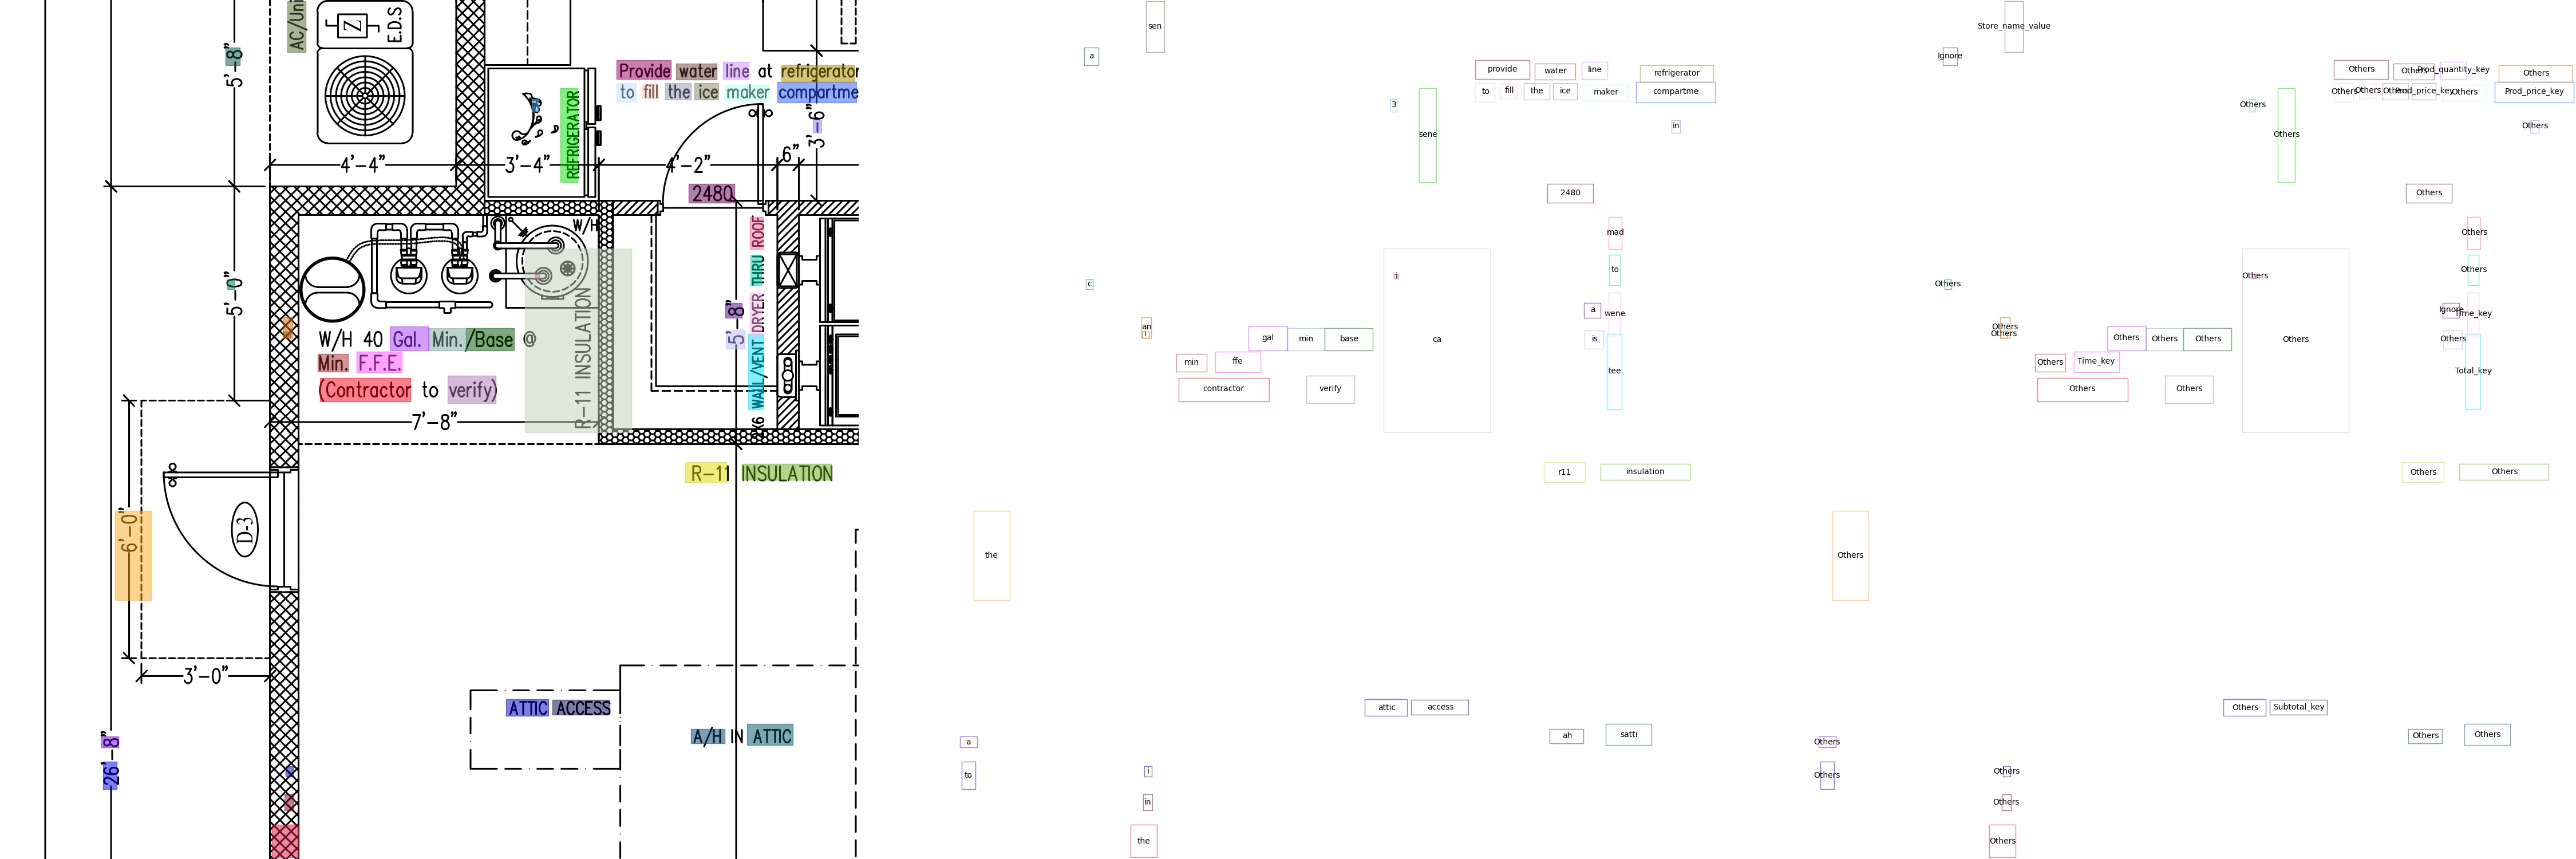 AC/Uni
Z
E.D.S
5'-8"
Provide water line at refrigerator
to fill the ice maker compartme
REFRIGERATOR
3'-6"
4'-4"
3'-4"
4'-2"
6"
2480
W/H
5'-0"
W/H 40 Gal. Min./Base @
Min. F.F.E.
(Contractor to verify)
7'-8"
R-11 INSULATION
5'-8"
2X6 WALL/VENT DRYER THRU ROOF
R-11 INSULATION
6'-0"
D-3
3'-0"
ATTIC ACCESS
A/H IN ATTIC
26'-8"
sen
a
provide water line refrigerator
to fill the ice maker compartme
3
sene
in
2480
mad
to
c
i
a
wene
an
i
gal min base
ca
is
min ffe
tee
contractor verify
r11 insulation
the
attic access
ah satti
a
to
i
in
the
Store_name_value
Ignore
Others Others Prod_quantity_key Others
Others Others Others Prod_price_key Others Prod_price_key
Others
Others
Others
Others
Others
Others
Others
Others
Ignore
Time_key
Others
Others
Others Others Others
Others
Others
Others Time_key
Total_key
Others Others
Others Others
Others
Others Subtotal_key
Others Others
Others
Others
Others
Others
Others